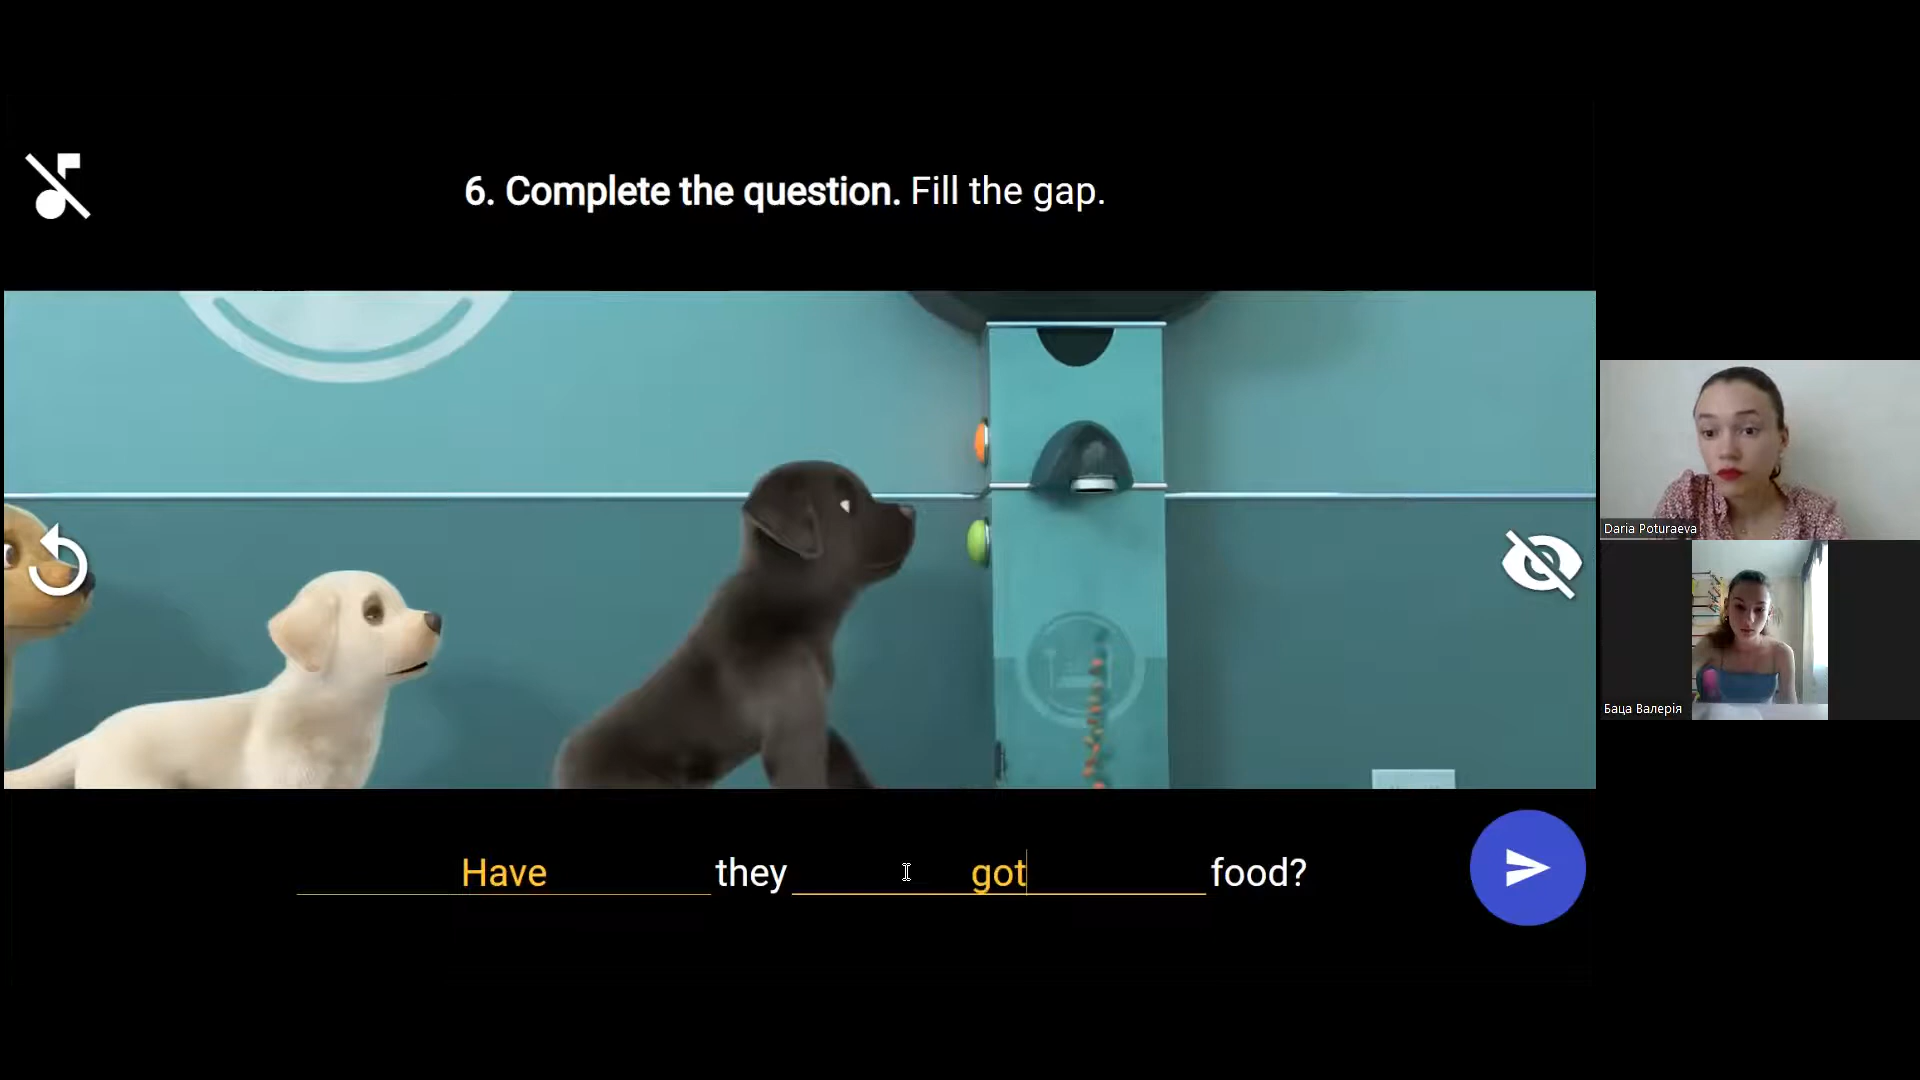 6. Complete the question. Fill the gap.
Daria Poturaeva
Баца Валерія
Have they got food?